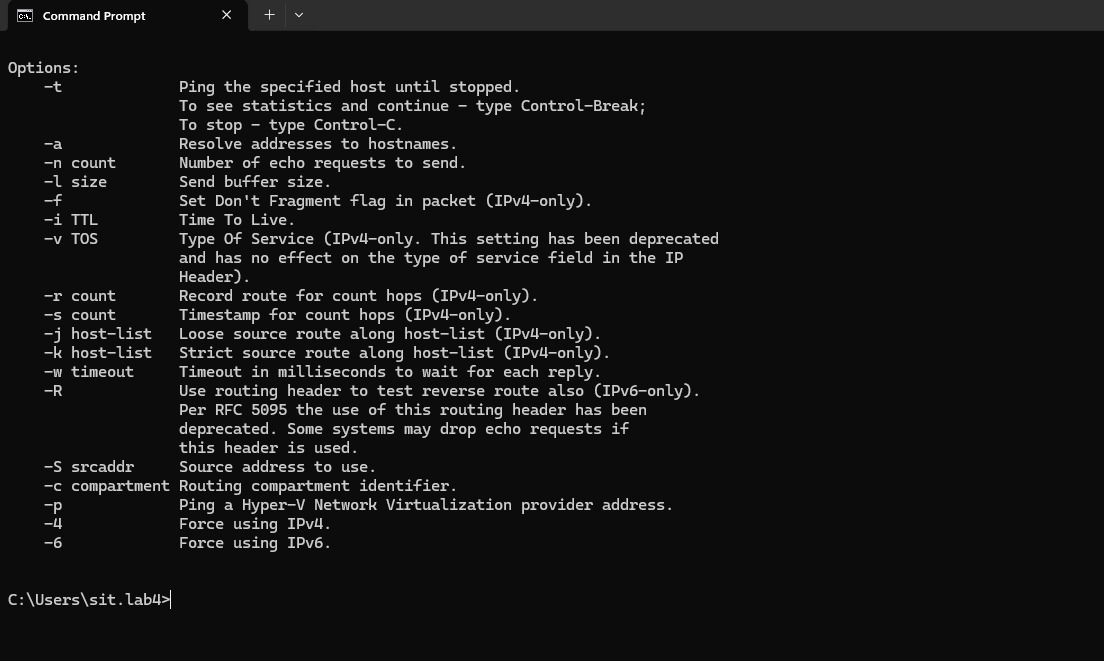 Command Prompt
Options:
    -t             Ping the specified host until stopped.
                   To see statistics and continue - type Control-Break;
                   To stop - type Control-C.
    -a             Resolve addresses to hostnames.
    -n count       Number of echo requests to send.
    -l size        Send buffer size.
    -f             Set Don't Fragment flag in packet (IPv4-only).
    -i TTL         Time To Live.
    -v TOS         Type Of Service (IPv4-only. This setting has been deprecated
                   and has no effect on the type of service field in the IP
                   Header).
    -r count       Record route for count hops (IPv4-only).
    -s count       Timestamp for count hops (IPv4-only).
    -j host-list   Loose source route along host-list (IPv4-only).
    -k host-list   Strict source route along host-list (IPv4-only).
    -w timeout     Timeout in milliseconds to wait for each reply.
    -R             Use routing header to test reverse route also (IPv6-only).
                   Per RFC 5095 the use of this routing header has been
                   deprecated. Some systems may drop echo requests if
                   this header is used.
    -S srcaddr     Source address to use.
    -c compartment Routing compartment identifier.
    -p             Ping a Hyper-V Network Virtualization provider address.
    -4             Force using IPv4.
    -6             Force using IPv6.
C:\Users\sit.lab4>